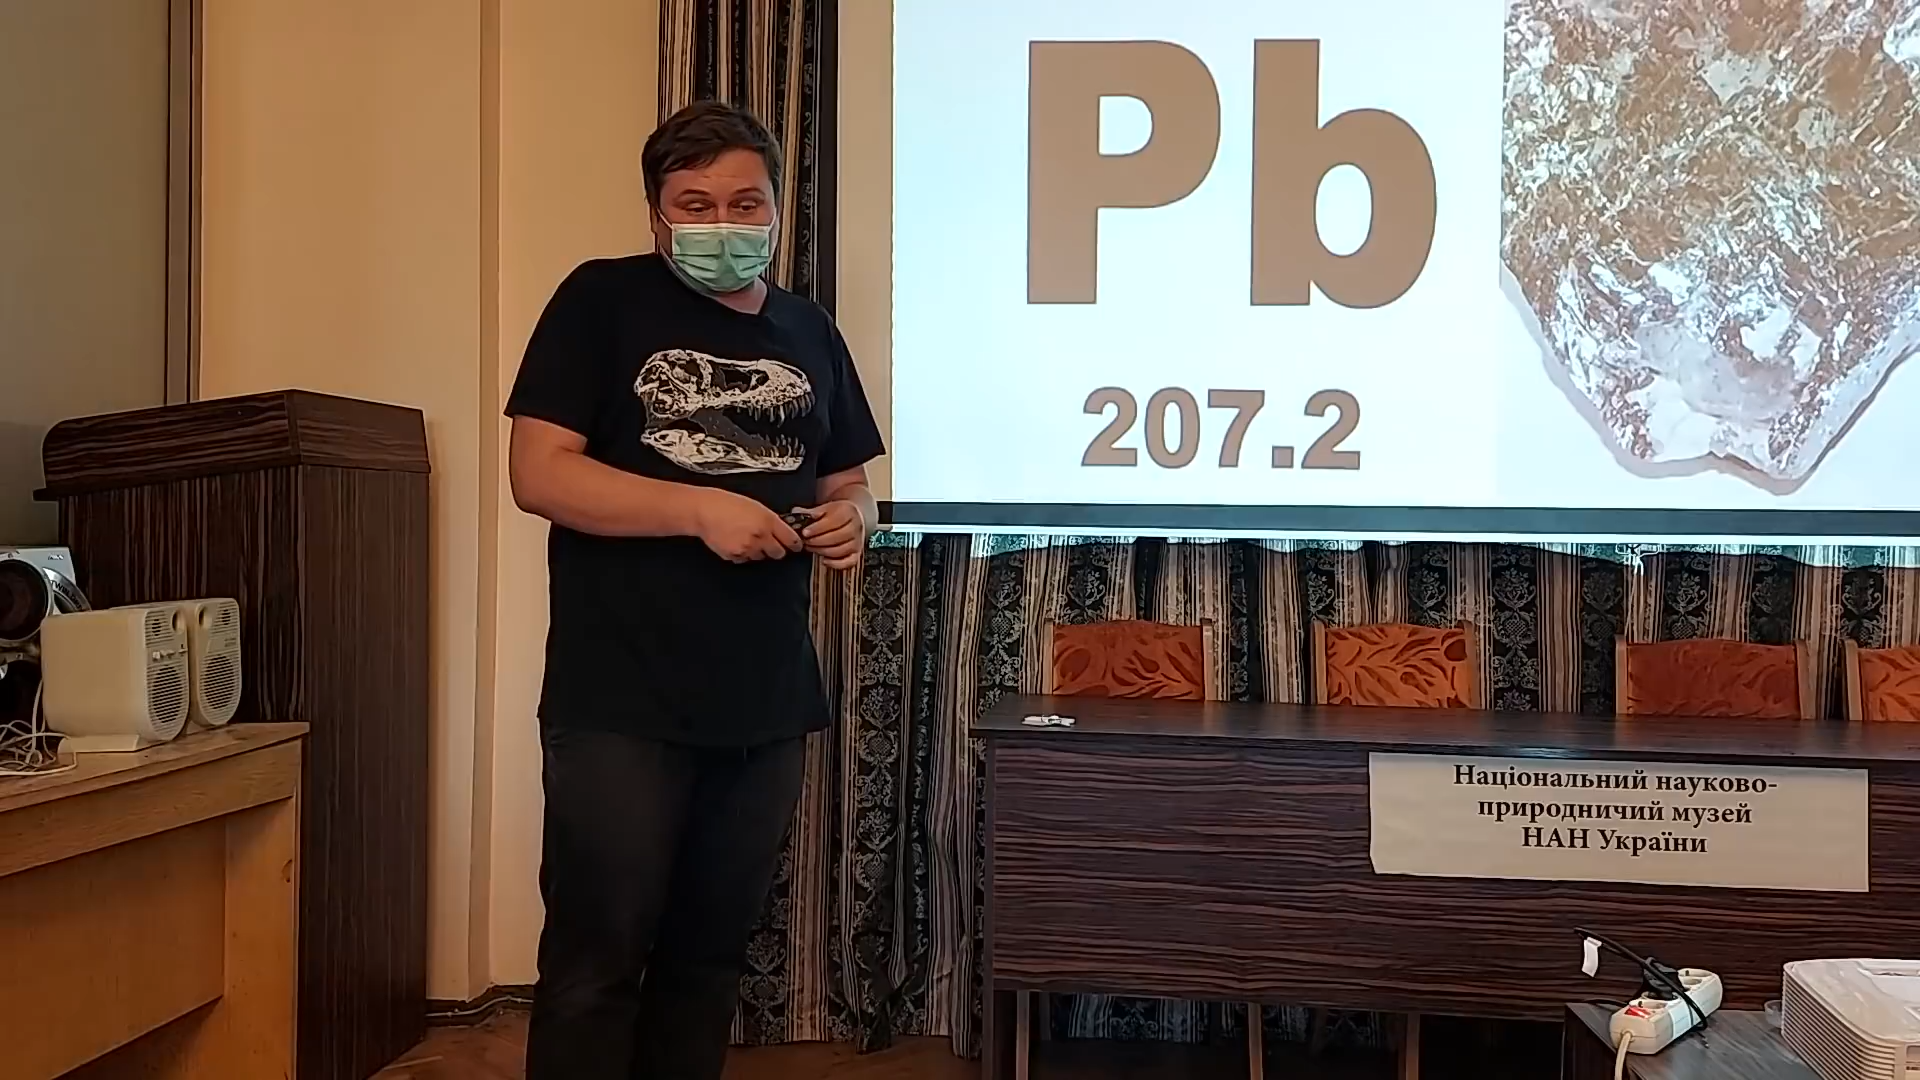 Pb
207.2
Національний науково-
природничий музей
НАН України